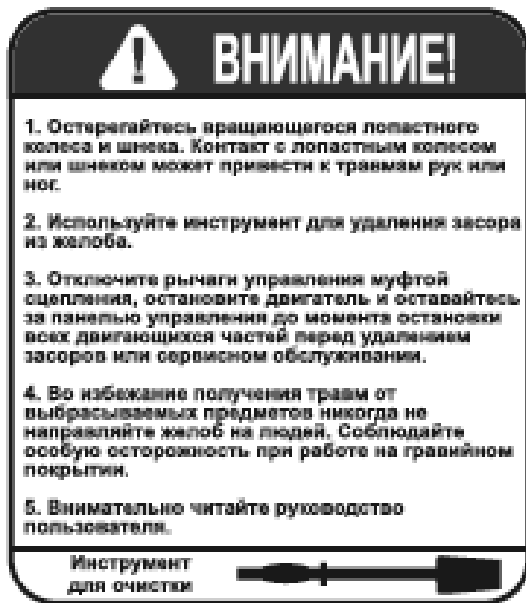 ВНИМАНИЕ!
1. Остерегайтесь вращающегося лопастного
колеса и шнека. Контакт с лопастным колесом
или шнеком может привести к травмам рук или
ног.
2. Используйте инструмент для удаления засора
из желоба.
3. Отключите рычаги управления муфтой
сцепления, остановите двигатель и оставайтесь
за панелью управления до момента остановки
всех двигающихся частей перед удалением
засоров или сервисном обслуживании.
4. Во избежание получения травм от
выбрасываемых предметов никогда не
направляйте желоб на людей. Соблюдайте
особую осторожность при работе на гравийном
покрытии.
5. Внимательно читайте руководство
пользователя.
Инструмент
для очистки